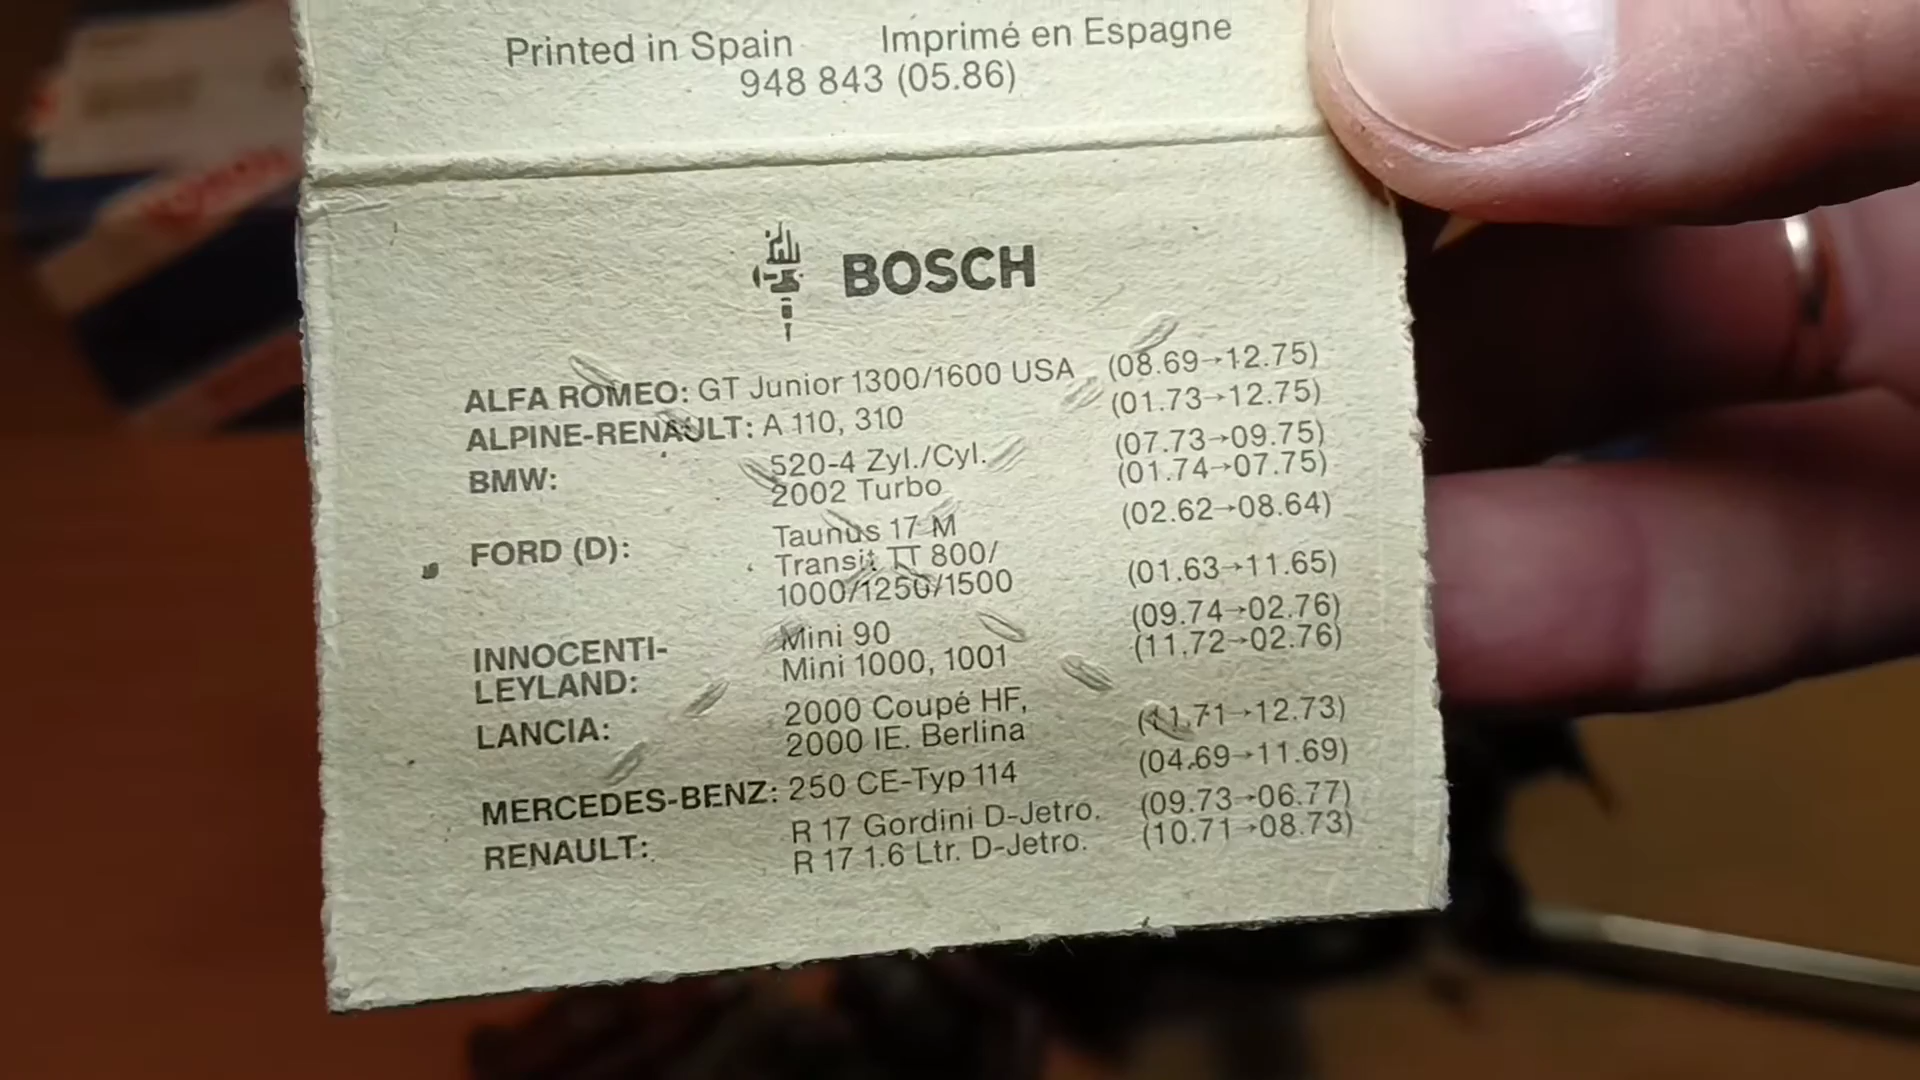 Printed in Spain Imprimé en Espagne
948 843 (05.86)
BOSCH
ALFA ROMEO: GT Junior 1300/1600 USA (08.69→12.75)
ALPINE-RENAULT: A 110, 310 (01.73→12.75)
BMW: 520-4 Zyl./Cyl. (07.73→09.75)
2002 Turbo (01.74→07.75)
FORD (D): Taunus 17 M (02.62→08.64)
Transit TT 800/
1000/1250/1500 (01.63→11.65)
INNOCENTI-
LEYLAND: Mini 90 (09.74→02.76)
Mini 1000, 1001 (11.72→02.76)
LANCIA: 2000 Coupé HF,
2000 IE. Berlina (11.71→12.73)
MERCEDES-BENZ: 250 CE-Typ 114 (04.69→11.69)
RENAULT: R 17 Gordini D-Jetro. (09.73→06.77)
R 17 1.6 Ltr. D-Jetro. (10.71→08.73)